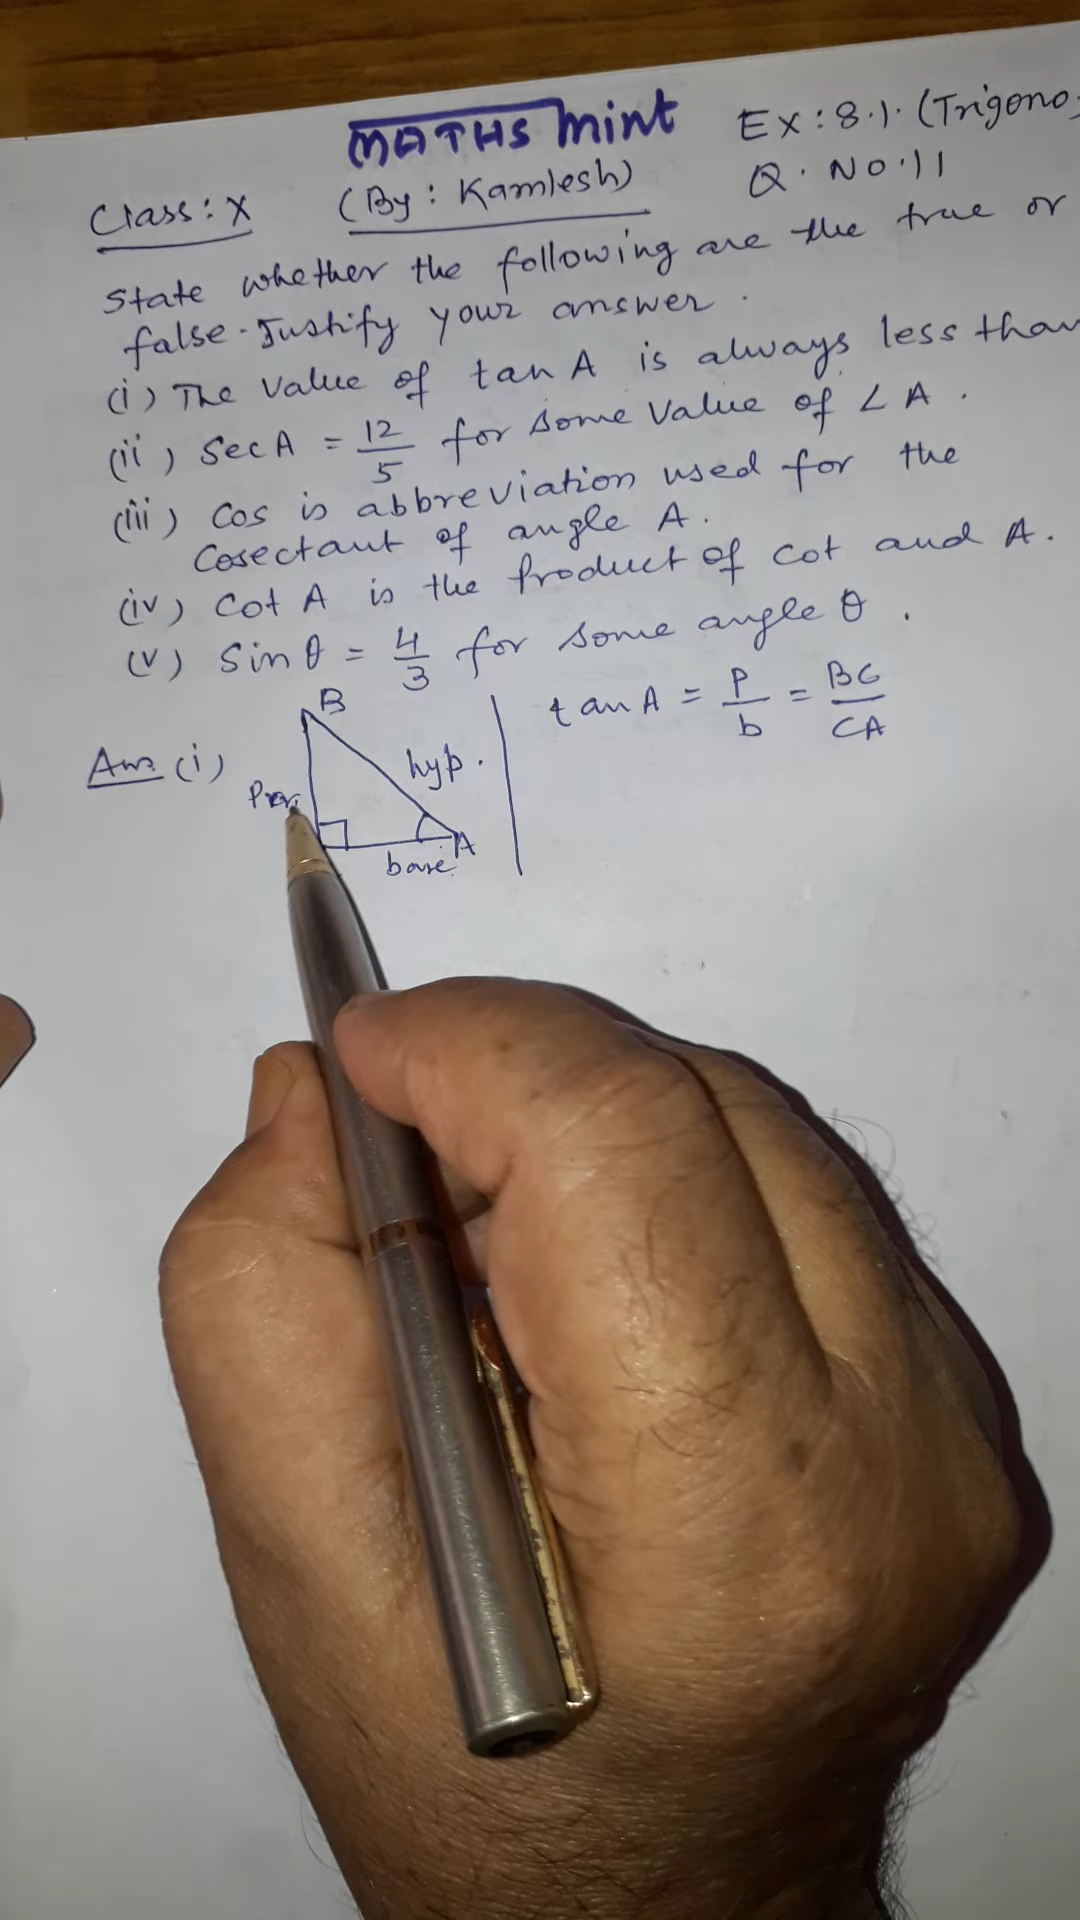 MATHS mint
Ex: 8.1. (Trigono
Class: X
(By: Kamlesh)
Q. No. 11
State whether the following are the true or
false. Justify your answer.
(i) The value of tan A is always less than
(ii) Sec A = 12/5 for some value of ∠A.
(iii) Cos is abbreviation used for the
Cosectant of angle A.
(iv) Cot A is the product of cot and A.
(v) Sin θ = 4/3 for some angle θ.
Ans (i)
B
hyp.
A
base
tan A = P/b = BC/CA